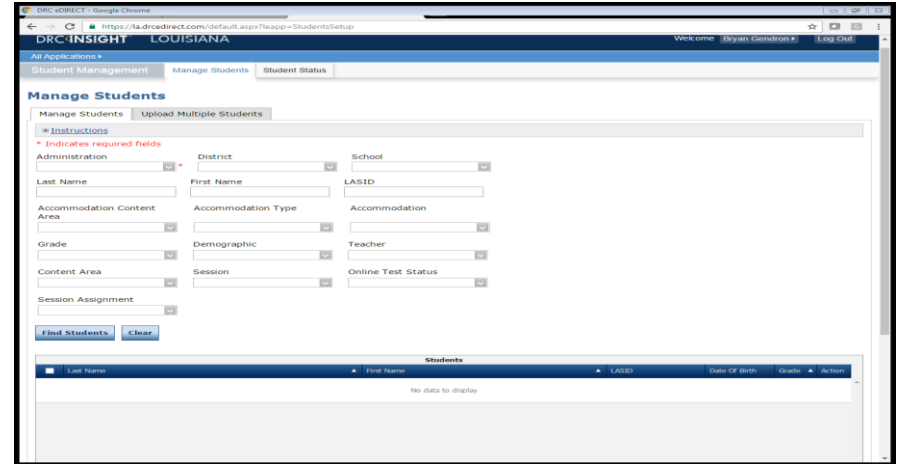 DRC eDIRECT - Google Chrome
https://la.drcedirect.com/default.aspx?leapp=StudentsSetup
DRC INSIGHT LOUISIANA Welcome Bryan Gendron Log Out
All Applications
Student Management Manage Students Student Status
Manage Students
Manage Students Upload Multiple Students
Instructions
* Indicates required fields
Administration District School
*
Last Name First Name LASID
Accommodation Content Area Accommodation Type Accommodation
Grade Demographic Teacher
Content Area Session Online Test Status
Session Assignment
Find Students Clear
Students
Last Name First Name LASID Date Of Birth Grade Action
No data to display